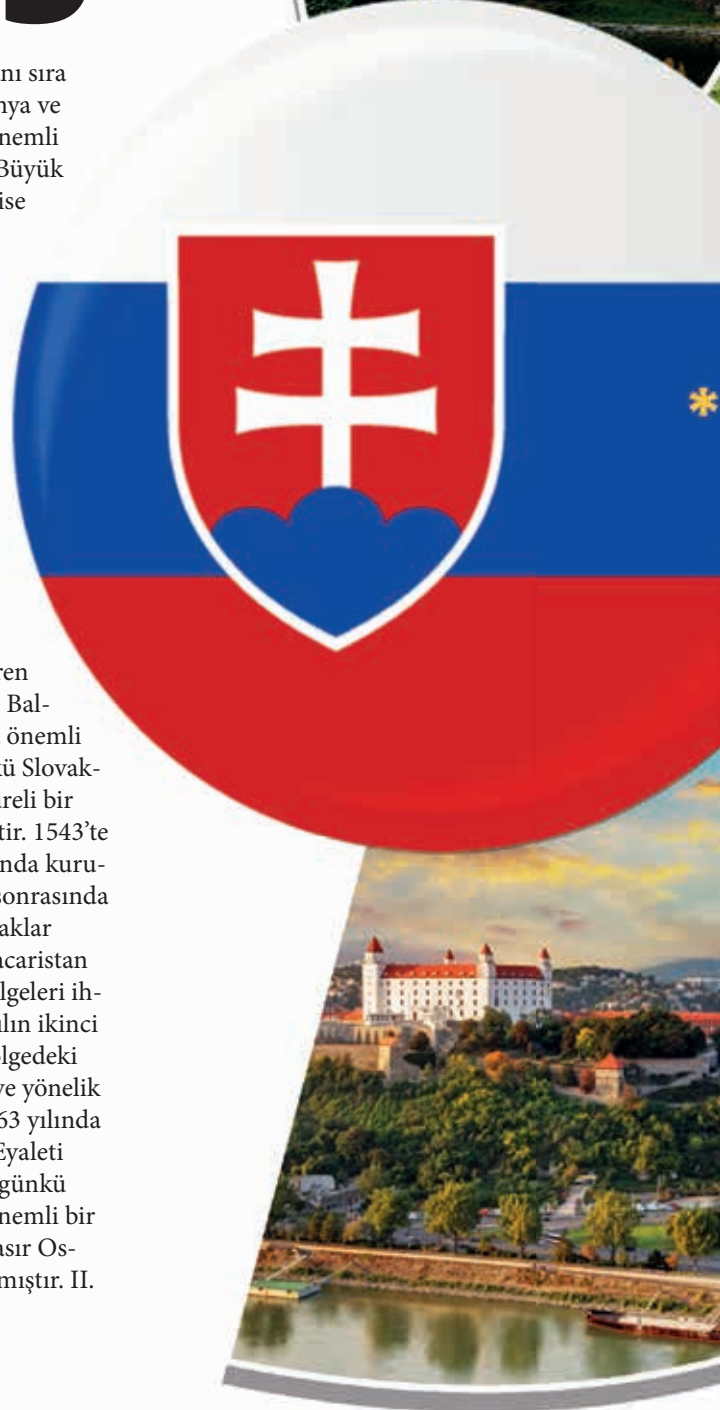 nı sıra
nya ve
nemli
Büyük
ise
ren
Bal-
önemli
kü Slovak-
üreli bir
tir. 1543'te
nda kuru-
sonrasında
aklar
acaristan
lgeleri ih-
ılın ikinci
lgedeki
ve yönelik
63 yılında
Eyaleti
günkü
nemli bir
asır Os-
mıştır. II.
*